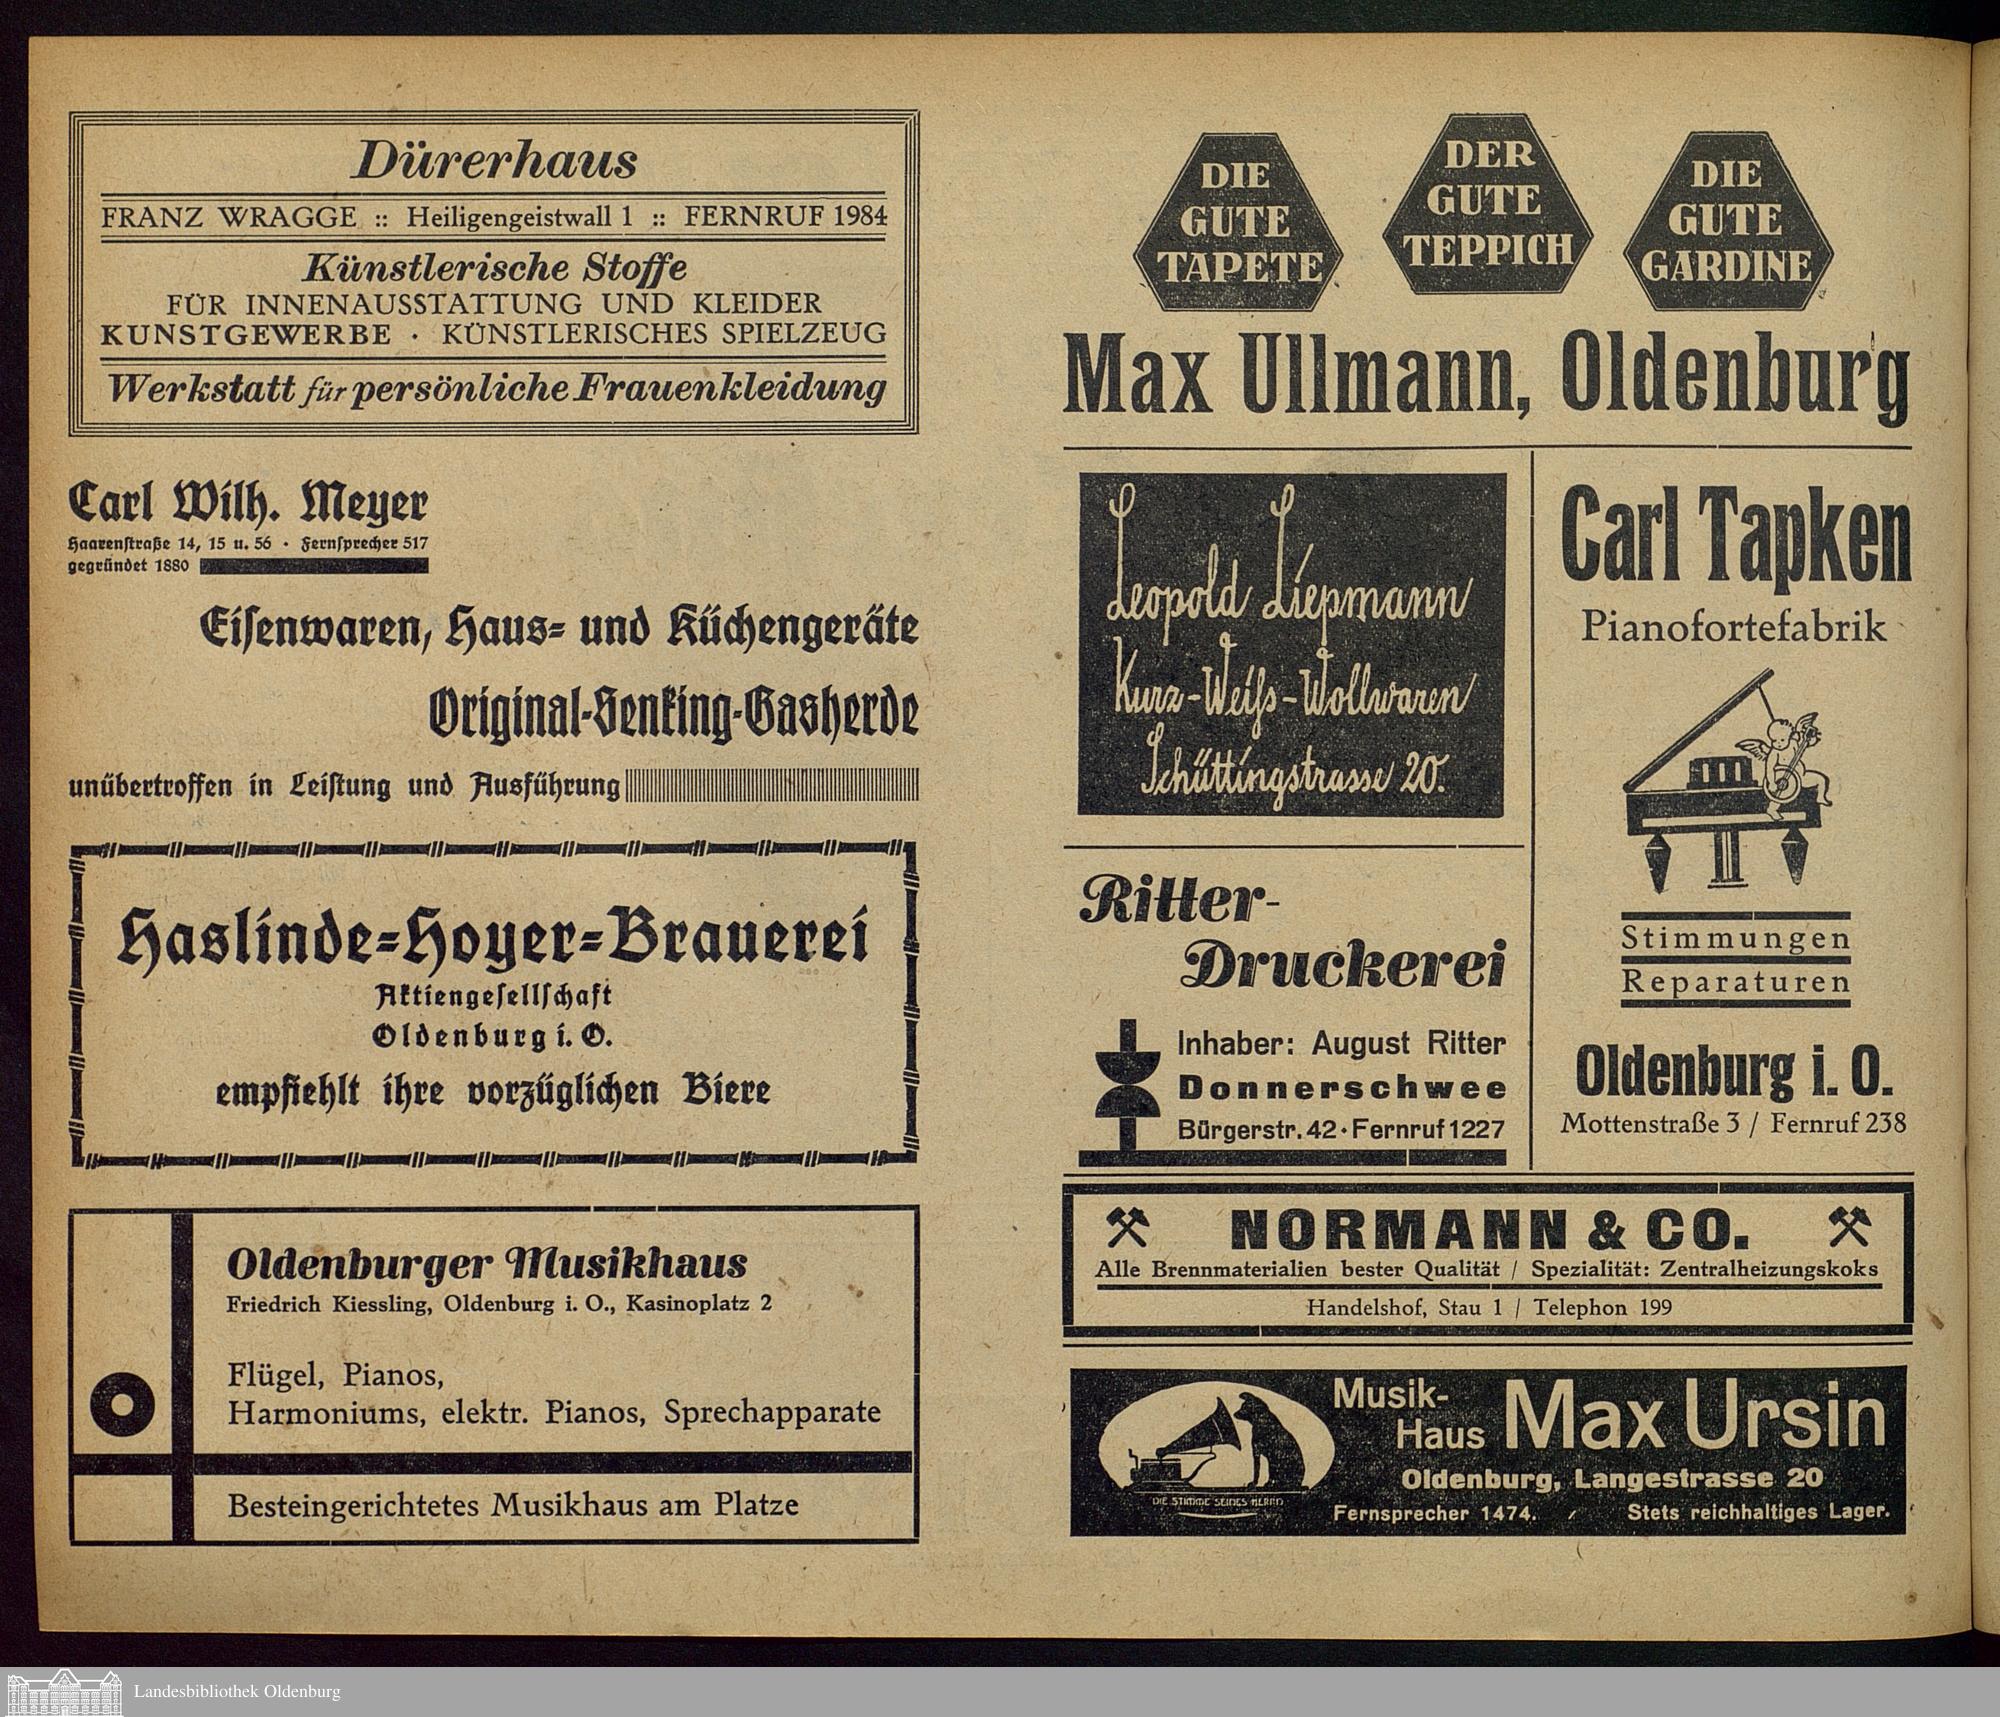 Dürerhaus
FRANZ WRAGGE :: Heiligengeistwall 1 :: FERNRUF 1984
Künstlerische Stoffe
FÜR INNENAUSSTATTUNG UND KLEIDER
KUNSTGEWERBE · KÜNSTLERISCHES SPIELZEUG
Werkstatt für persönliche Frauenkleidung
Carl Wilh. Meyer
Haarenstraße 14, 15 u. 56 · Fernsprecher 517
gegründet 1880
Eisenwaren, Haus- und Küchengeräte
Original-Senking-Gasherde
unübertroffen in Leistung und Ausführung
Haslinde-Hoyer-Brauerei
Aktiengesellschaft
Oldenburg i. O.
empfiehlt ihre vorzüglichen Biere
Oldenburger Musikhaus
Friedrich Kiessling, Oldenburg i. O., Kasinoplatz 2
Flügel, Pianos,
Harmoniums, elektr. Pianos, Sprechapparate
Besteingerichtetes Musikhaus am Platze
DIE
GUTE
TAPETE
DER
GUTE
TEPPICH
DIE
GUTE
GARDINE
Max Ullmann, Oldenburg
Leopold Liepmann
Kurz-Weiß-Wollwaren
Schüttingstrasse 20.
Ritter-
Druckerei
Inhaber: August Ritter
Donnerschwee
Bürgerstr. 42 · Fernruf 1227
Carl Tapken
Pianofortefabrik
Stimmungen
Reparaturen
Oldenburg i. O.
Mottenstraße 3 / Fernruf 238
NORMANN & CO.
Alle Brennmaterialien bester Qualität / Spezialität: Zentralheizungskoks
Handelshof, Stau 1 / Telephon 199
DIE STIMME SEINES HERRN
Musik-
Haus Max Ursin
Oldenburg, Langestrasse 20
Fernsprecher 1474. / Stets reichhaltiges Lager.
Landesbibliothek Oldenburg